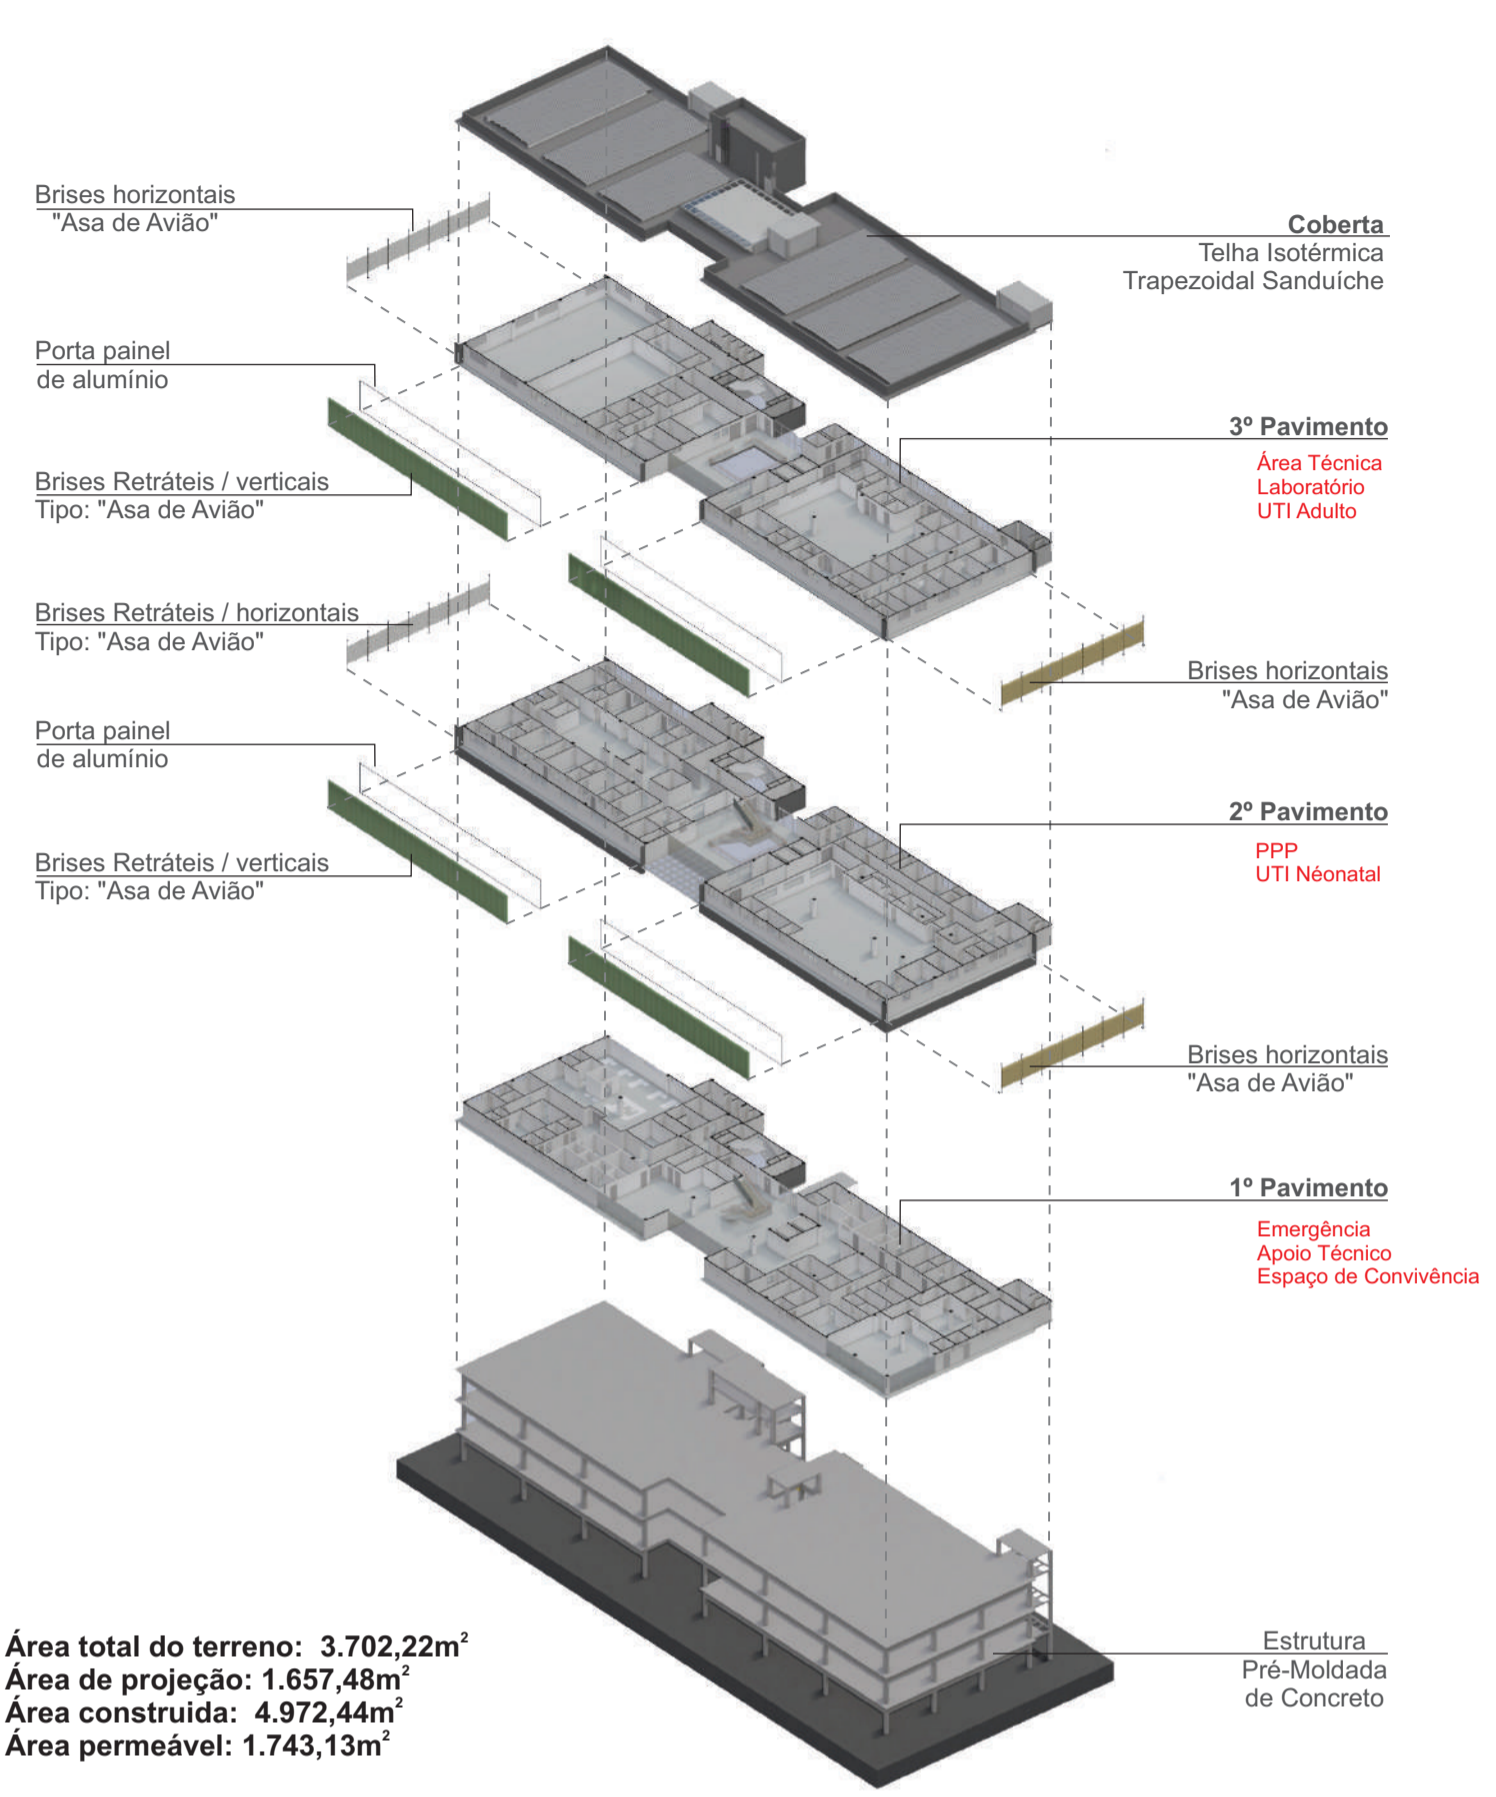 Brises horizontais
"Asa de Avião"
Coberta
Telha Isotérmica
Trapezoidal Sanduíche
Porta painel
de alumínio
3º Pavimento
Área Técnica
Laboratório
UTI Adulto
Brises Retráteis / verticais
Tipo: "Asa de Avião"
Brises Retráteis / horizontais
Tipo: "Asa de Avião"
Brises horizontais
"Asa de Avião"
Porta painel
de alumínio
2º Pavimento
PPP
UTI Néonatal
Brises Retráteis / verticais
Tipo: "Asa de Avião"
Brises horizontais
"Asa de Avião"
1º Pavimento
Emergência
Apoio Técnico
Espaço de Convivência
Estrutura
Pré-Moldada
de Concreto
Área total do terreno: 3.702,22m²
Área de projeção: 1.657,48m²
Área construida: 4.972,44m²
Área permeável: 1.743,13m²